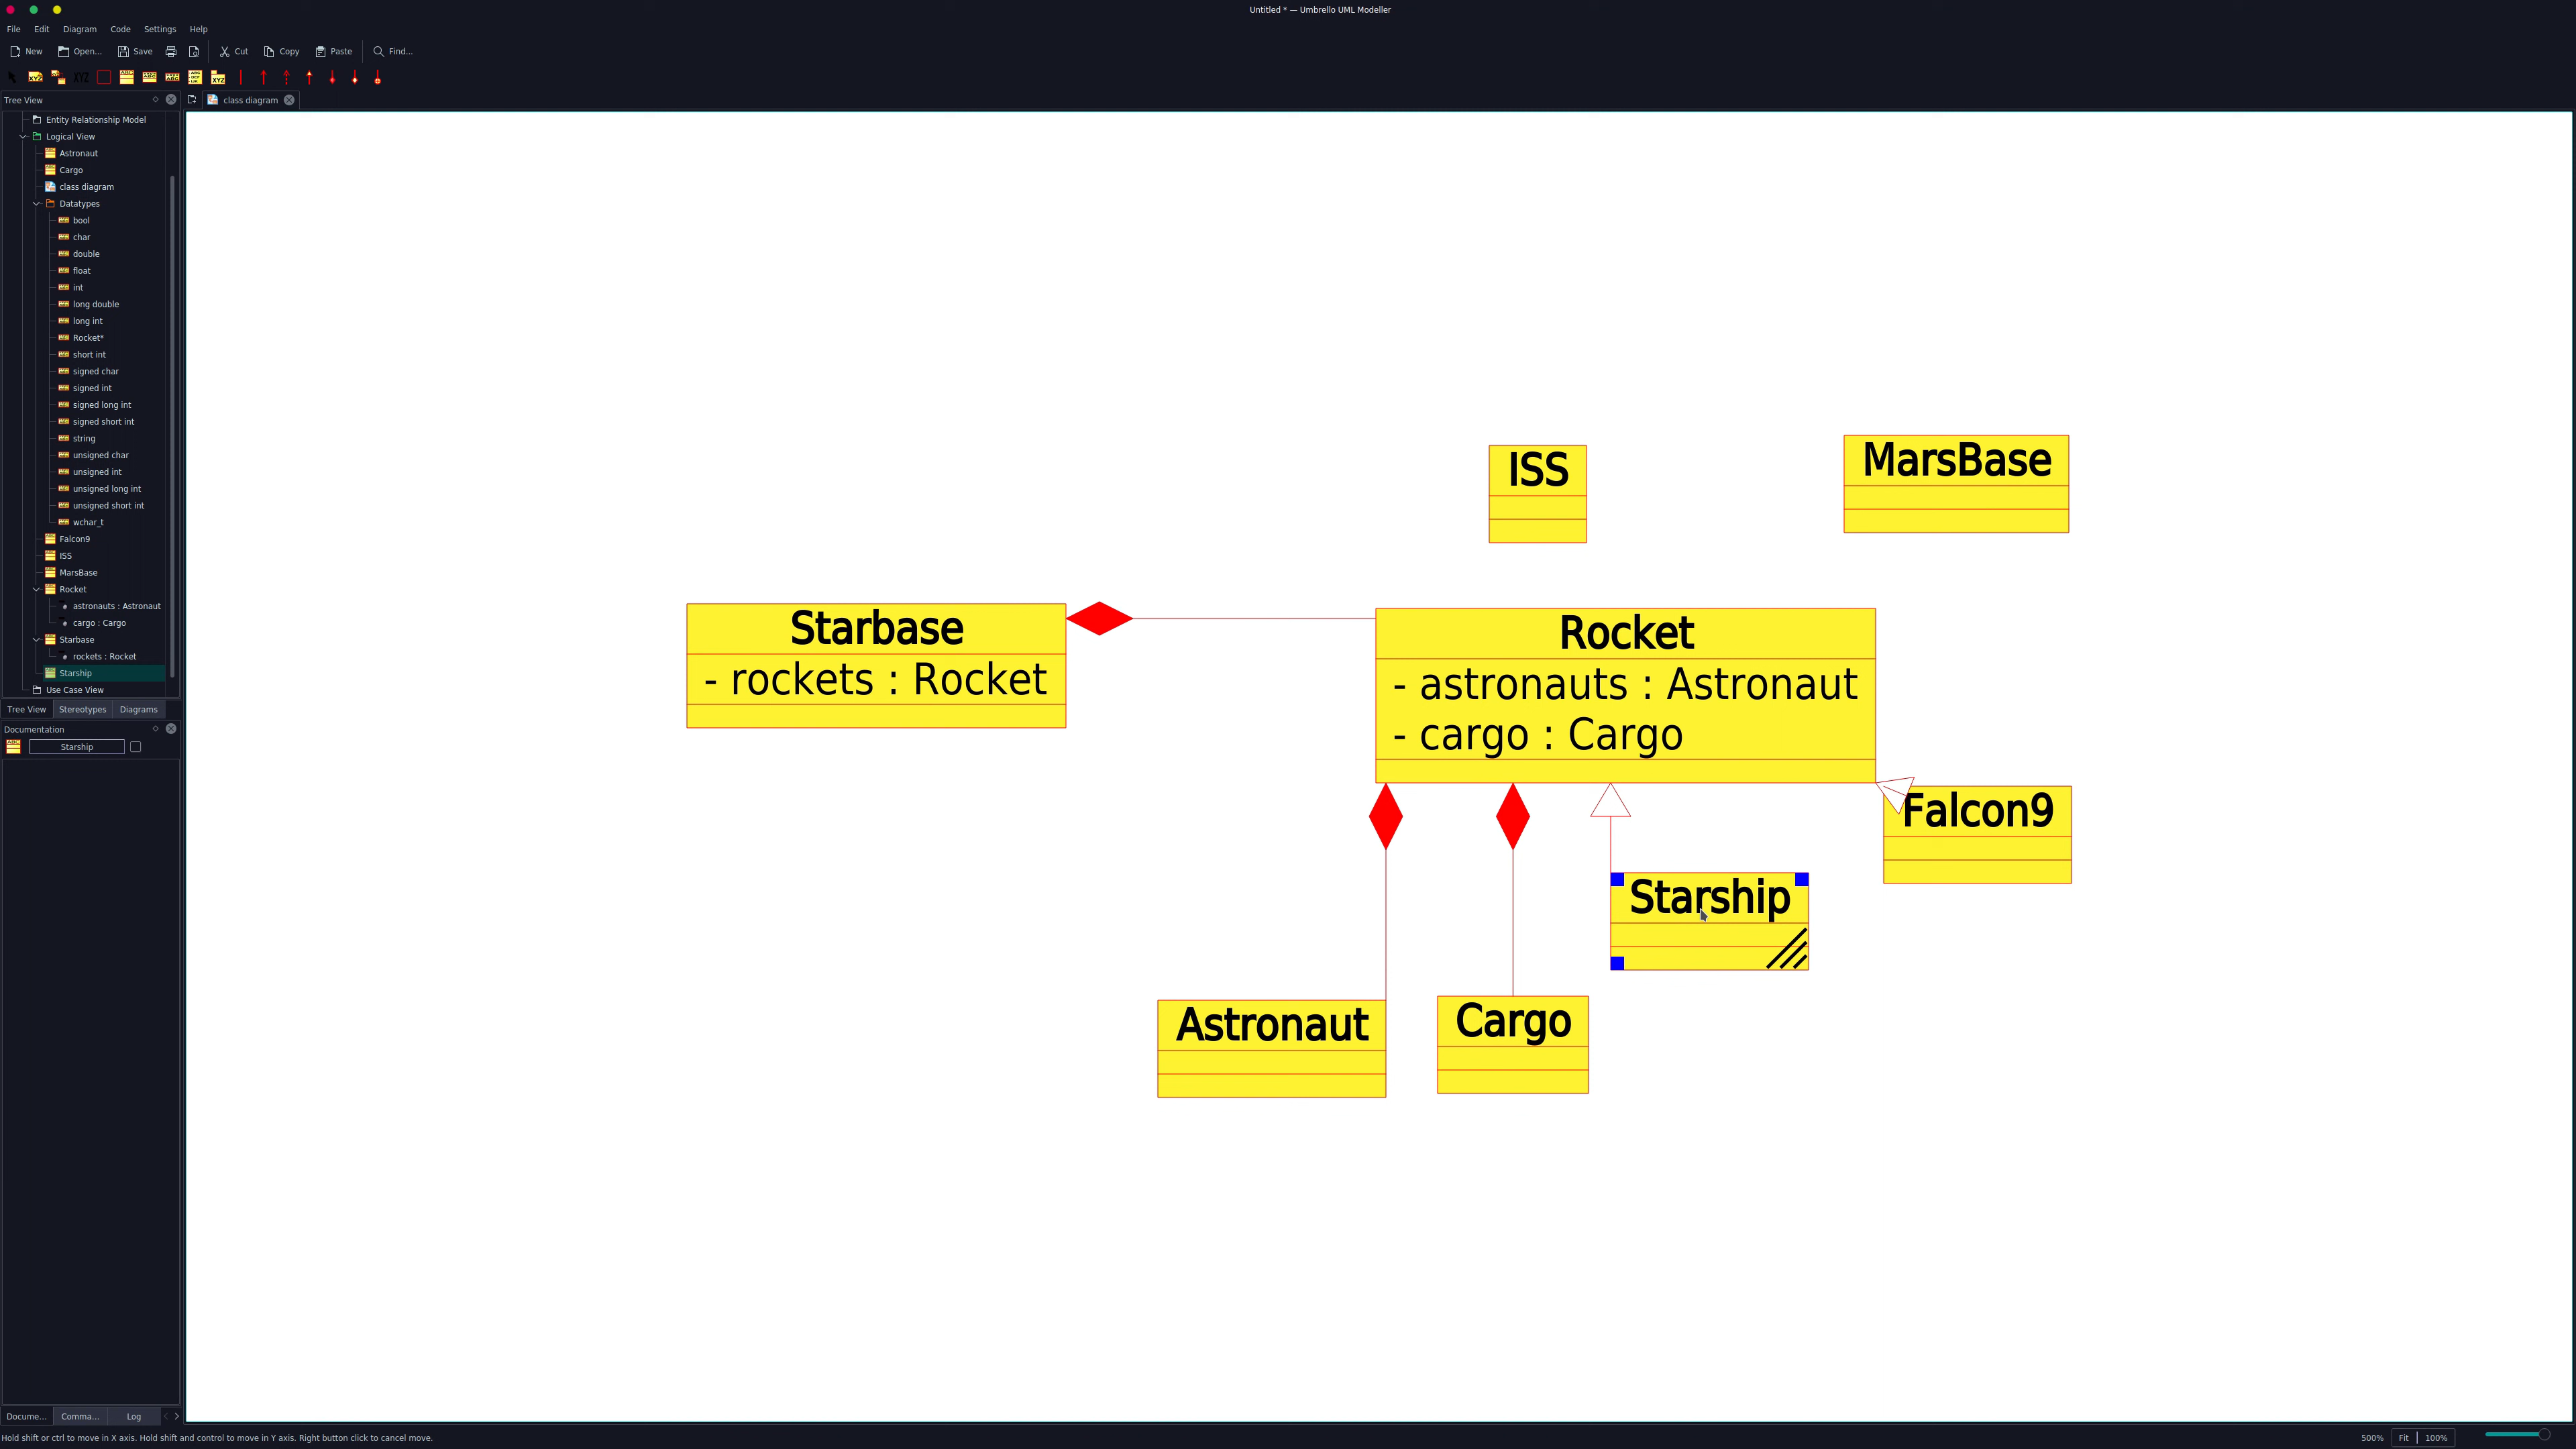 Untitled * — Umbrello UML Modeller
File Edit Diagram Code Settings Help
New Open... Save Cut Copy Paste Find...
Tree View
class diagram
Entity Relationship Model
Logical View
Astronaut
Cargo
class diagram
Datatypes
bool
char
double
float
int
long double
long int
Rocket*
short int
signed char
signed int
signed long int
signed short int
string
unsigned char
unsigned int
unsigned long int
unsigned short int
wchar_t
Falcon9
ISS
MarsBase
Rocket
astronauts : Astronaut
cargo : Cargo
Starbase
rockets : Rocket
Starship
Use Case View
Tree View Stereotypes Diagrams
Documentation
Starship
ISS
MarsBase
Starbase
- rockets : Rocket
Rocket
- astronauts : Astronaut
- cargo : Cargo
Falcon9
Starship
Astronaut
Cargo
Docume... Comma... Log
Hold shift or ctrl to move in X axis. Hold shift and control to move in Y axis. Right button click to cancel move.
500% Fit 100%